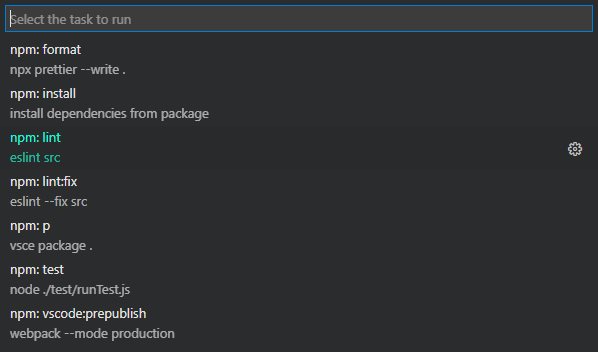 Select the task to run
npm: format
npx prettier --write .
npm: install
install dependencies from package
npm: lint
eslint src
npm: lint:fix
eslint --fix src
npm: p
vsce package .
npm: test
node ./test/runTest.js
npm: vscode:prepublish
webpack --mode production